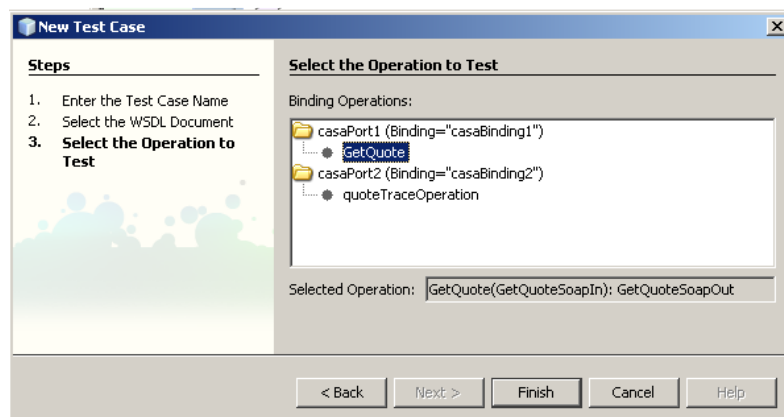 New Test Case
Steps
1. Enter the Test Case Name
2. Select the WSDL Document
3. Select the Operation to
Test
Select the Operation to Test
Binding Operations:
casaPort1 (Binding="casaBinding1")
GetQuote
casaPort2 (Binding="casaBinding2")
quoteTraceOperation
Selected Operation: GetQuote(GetQuoteSoapIn): GetQuoteSoapOut
< Back Next > Finish Cancel Help